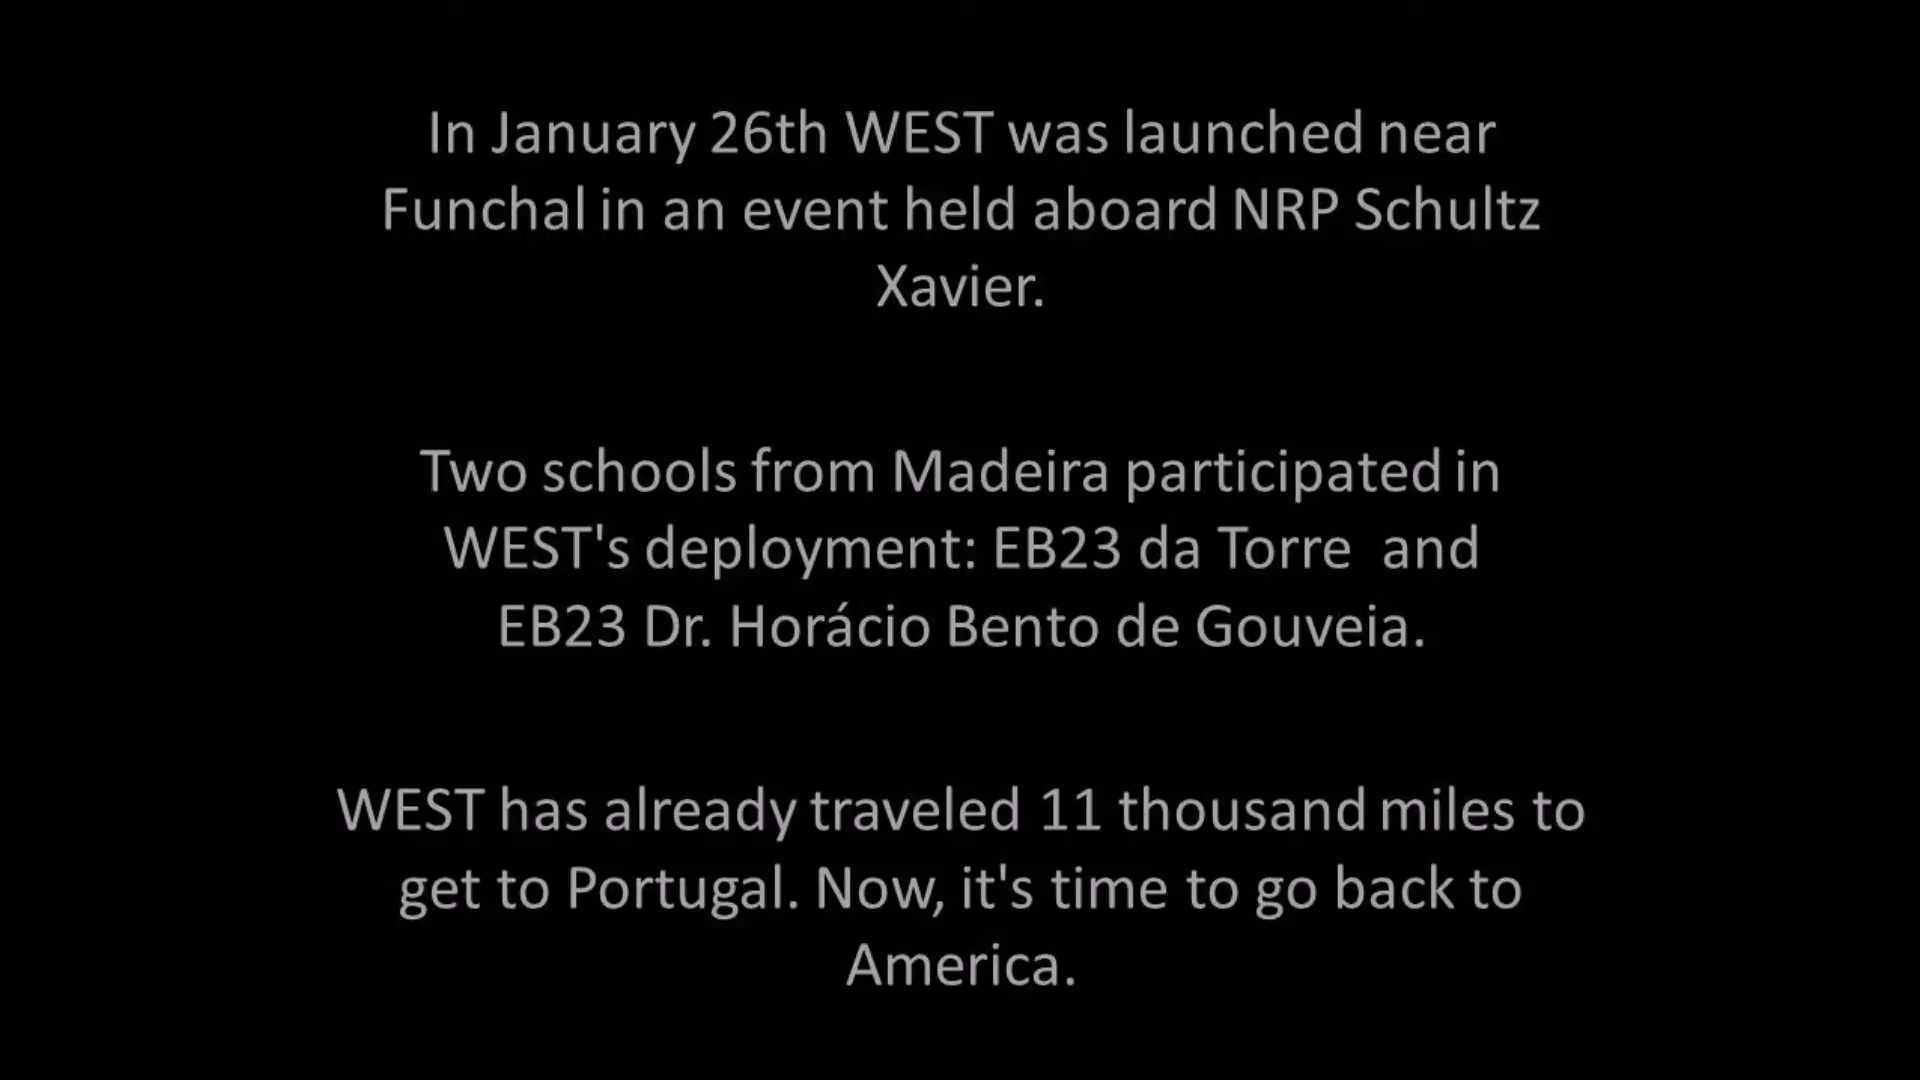 In January 26th WEST was launched near
Funchal in an event held aboard NRP Schultz
Xavier.
Two schools from Madeira participated in
WEST's deployment: EB23 da Torre  and
EB23 Dr. Horácio Bento de Gouveia.
WEST has already traveled 11 thousand miles to
get to Portugal. Now, it's time to go back to
America.